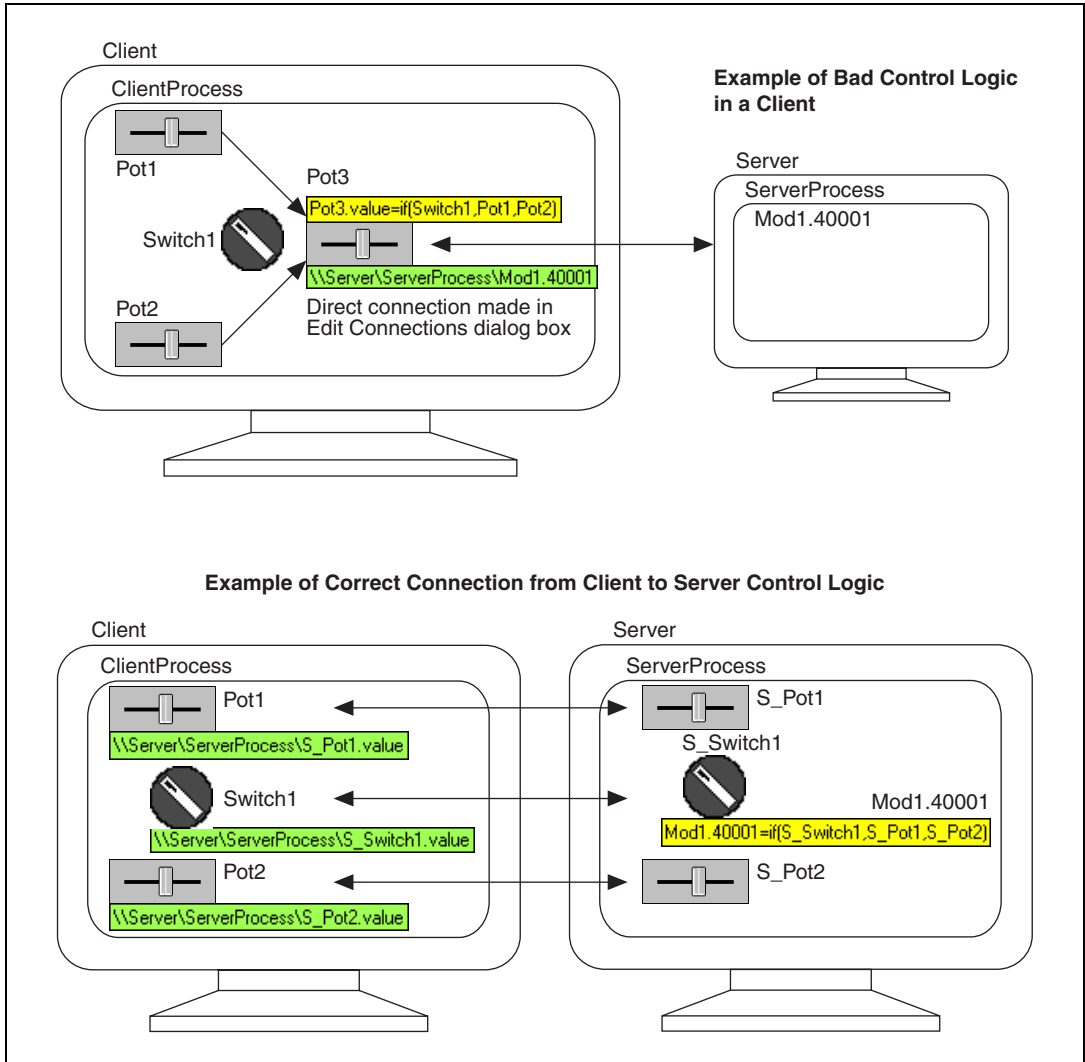 Client
ClientProcess
Pot1
Switch1
Pot2
Pot3
Pot3.value=if(Switch1,Pot1,Pot2)
\\Server\ServerProcess\Mod1.40001
Direct connection made in
Edit Connections dialog box
Example of Bad Control Logic
in a Client
Server
ServerProcess
Mod1.40001
Example of Correct Connection from Client to Server Control Logic
Client
ClientProcess
Pot1
\\Server\ServerProcess\S_Pot1.value
Switch1
\\Server\ServerProcess\S_Switch1.value
Pot2
\\Server\ServerProcess\S_Pot2.value
Server
ServerProcess
S_Pot1
S_Switch1
Mod1.40001
Mod1.40001=if(S_Switch1,S_Pot1,S_Pot2)
S_Pot2